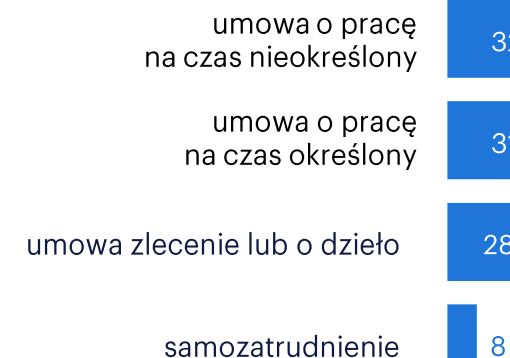 umowa o pracę
na czas nieokreślony
umowa o pracę
na czas określony
umowa zlecenie lub o dzieło 28
samozatrudnienie 8